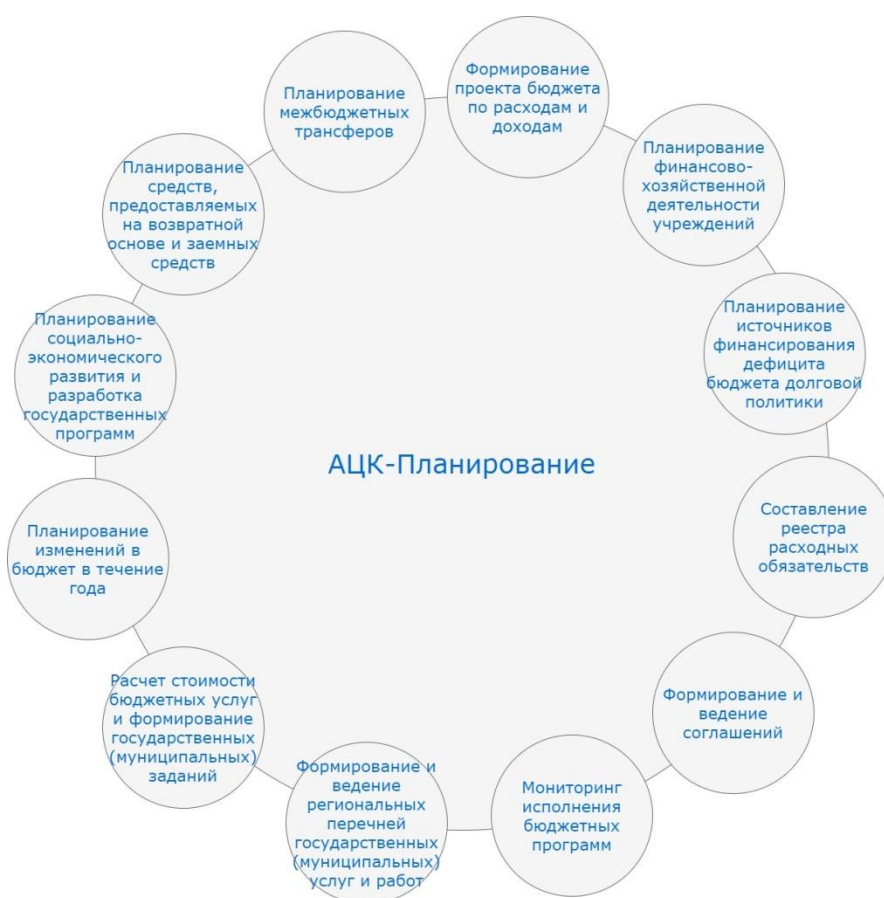 Формирование
проекта бюджета
по расходам и
доходам
Планирование
финансово-
хозяйственной
деятельности
учреждений
Планирование
источников
финансирования
дефицита
бюджета долговой
политики
Составление
реестра
расходных
обязательств
Формирование и
ведение
соглашений
Мониторинг
исполнения
бюджетных
программ
Формирование и
ведение
региональных
перечней
государственных
(муниципальных)
услуг и работ
Расчет стоимости
бюджетных услуг
и формирование
государственных
(муниципальных)
заданий
Планирование
изменений в
бюджет в течение
года
Планирование
социально-
экономического
развития и
разработка
государственных
программ
Планирование
средств,
предоставляемых
на возвратной
основе и заемных
средств
Планирование
межбюджетных
трансферов
АЦК-Планирование